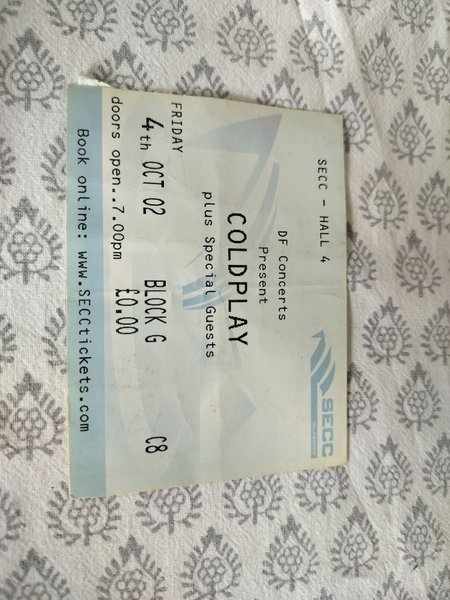 SECC - HALL 4
SECC
DF Concerts
Present
COLDPLAY
plus Special Guests
FRIDAY
4th OCT 02 BLOCK G C8
doors open..7.00pm £0.00
Book online: www.SECCtickets.com